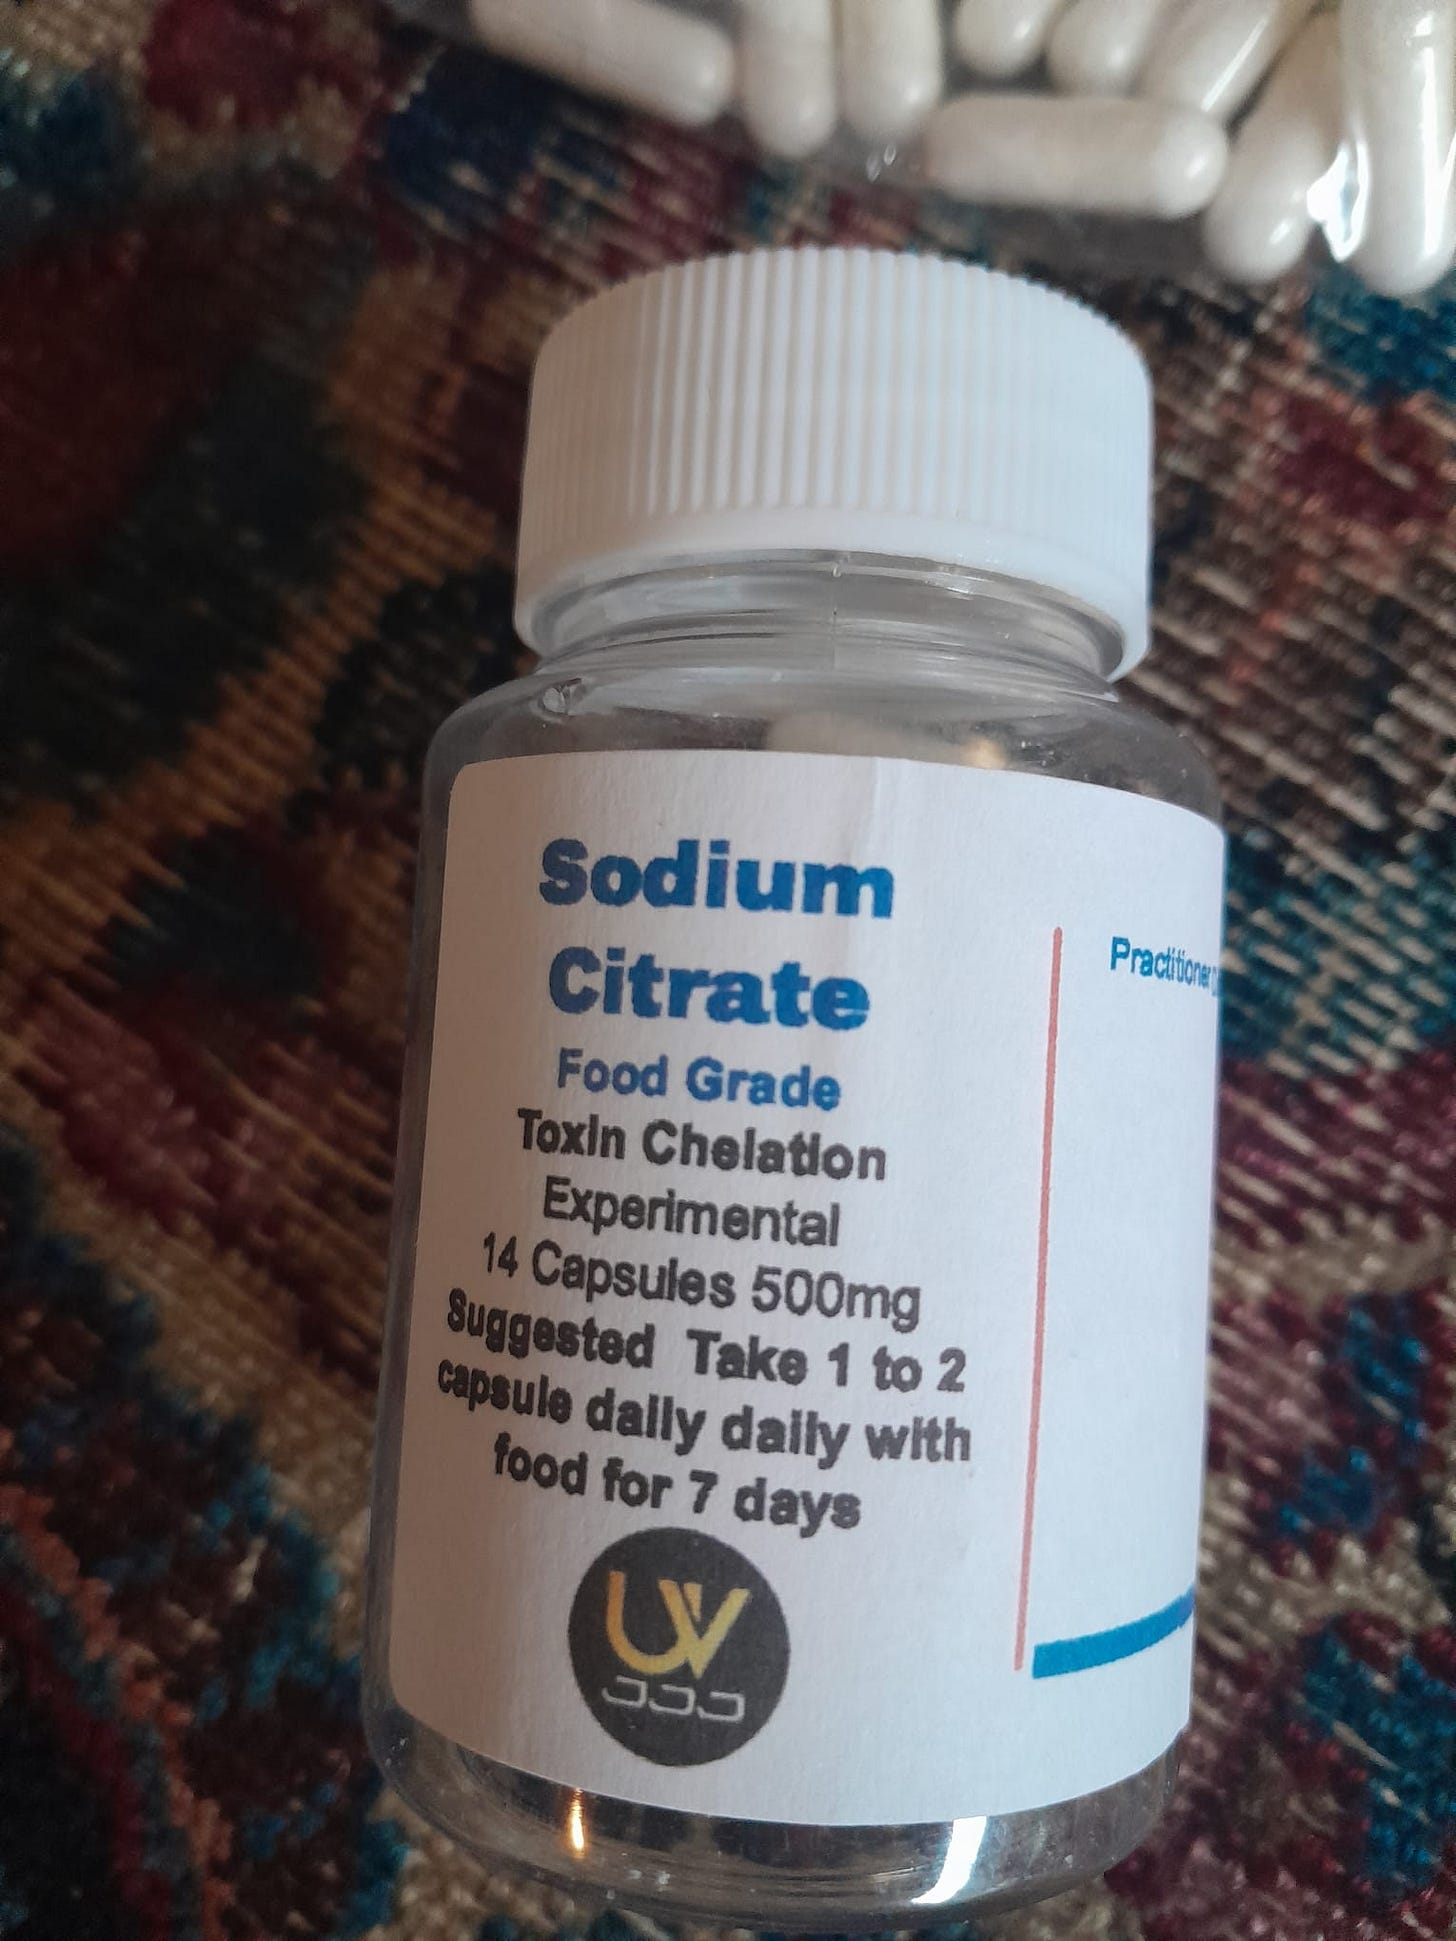 Sodium
Citrate
Food Grade
Toxin Chelation
Experimental
14 Capsules 500mg
Suggested Take 1 to 2
capsule daily daily with
food for 7 days
UV
Practitioner